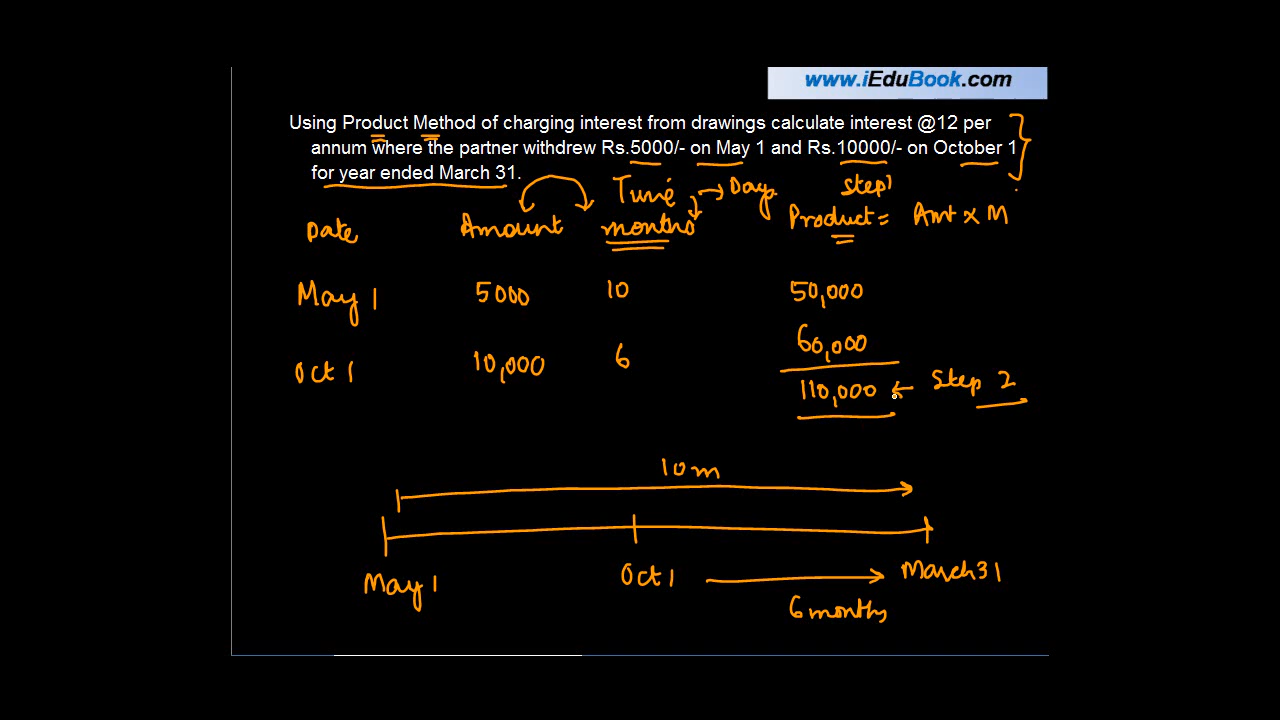 www.iEduBook.com
Using Product Method of charging interest from drawings calculate interest @12 per
annum where the partner withdrew Rs.5000/- on May 1 and Rs.10000/- on October 1
for year ended March 31.
Time → Days
Step 1
Date Amount months Product = Amt x M
May 1 5000 10 50,000
Oct 1 10,000 6 60,000
110,000 ← Step 2
10 m
May 1 Oct 1 → March 31
6 months